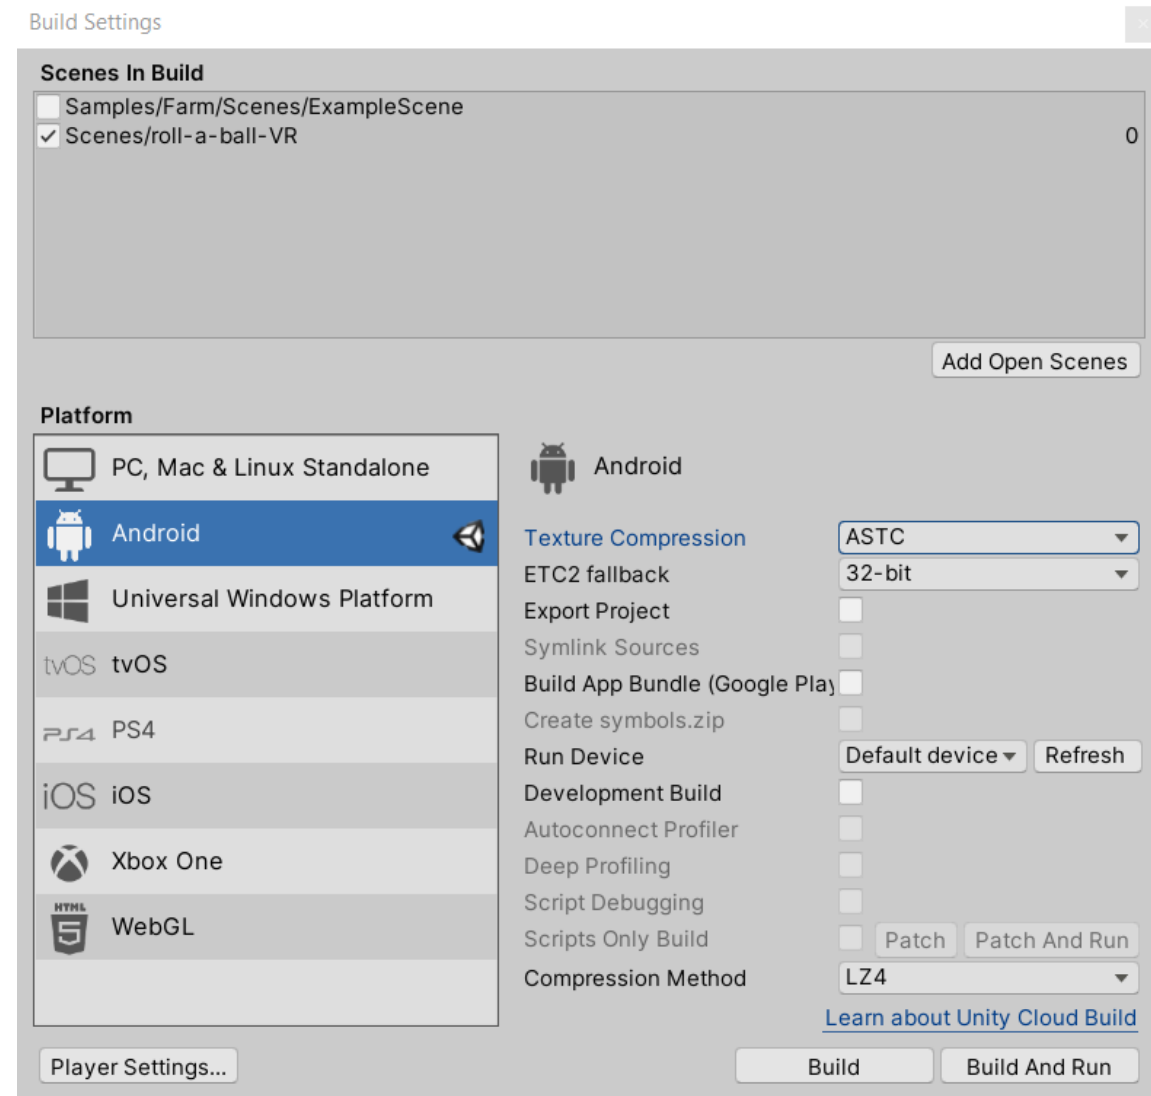 Build Settings
Scenes In Build
Samples/Farm/Scenes/ExampleScene
Scenes/roll-a-ball-VR 0
Add Open Scenes
Platform
PC, Mac & Linux Standalone
Android
Universal Windows Platform
tvOS tvOS
PS4 PS4
iOS iOS
Xbox One
HTML 5 WebGL
Android
Texture Compression ASTC
ETC2 fallback 32-bit
Export Project
Symlink Sources
Build App Bundle (Google Play
Create symbols.zip
Run Device Default device Refresh
Development Build
Autoconnect Profiler
Deep Profiling
Script Debugging
Scripts Only Build Patch Patch And Run
Compression Method LZ4
Learn about Unity Cloud Build
Player Settings... Build Build And Run